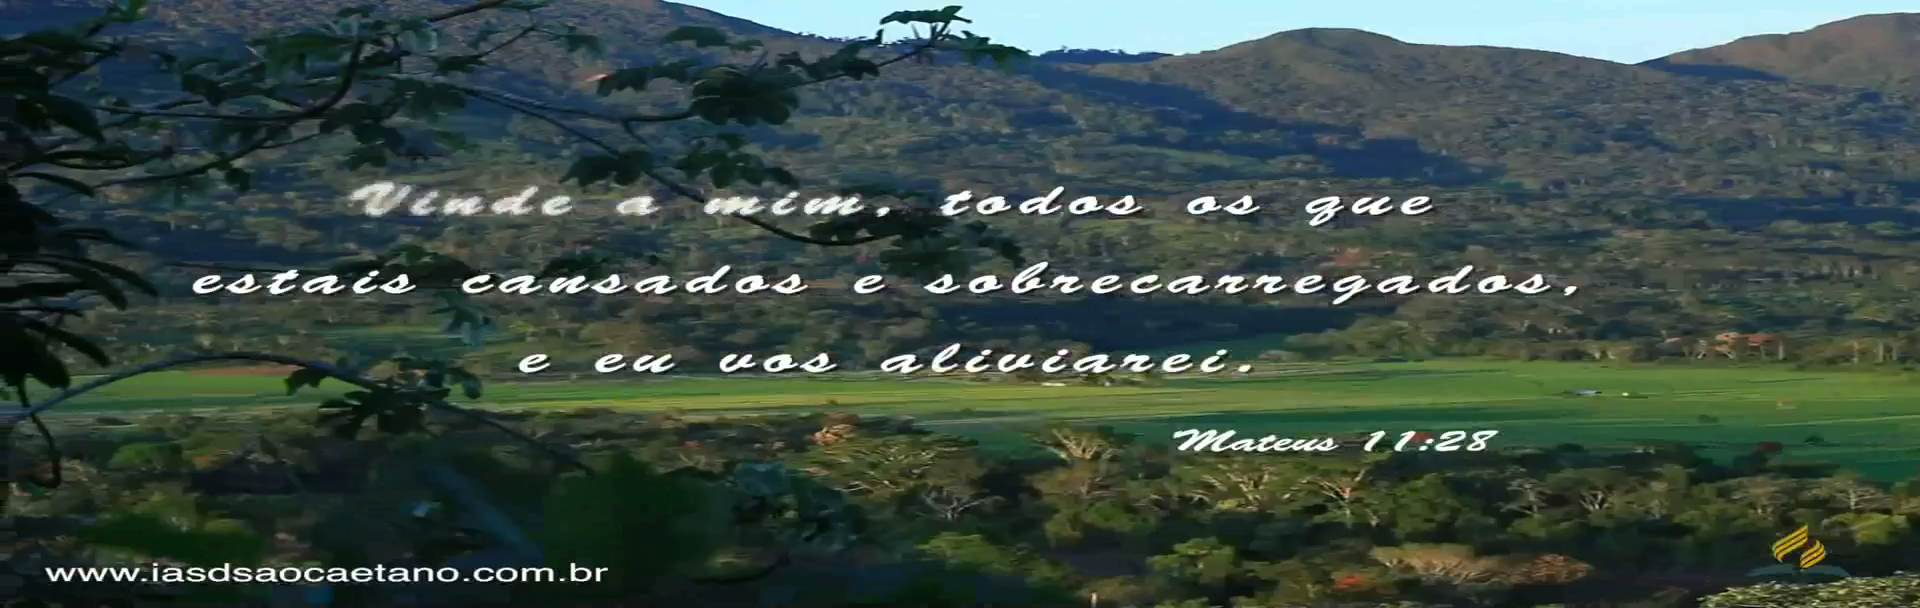 Vinde a mim, todos os que
estais cansados e sobrecarregados,
e eu vos aliviarei.
Mateus 11:28
www.iasdsaocaetano.com.br